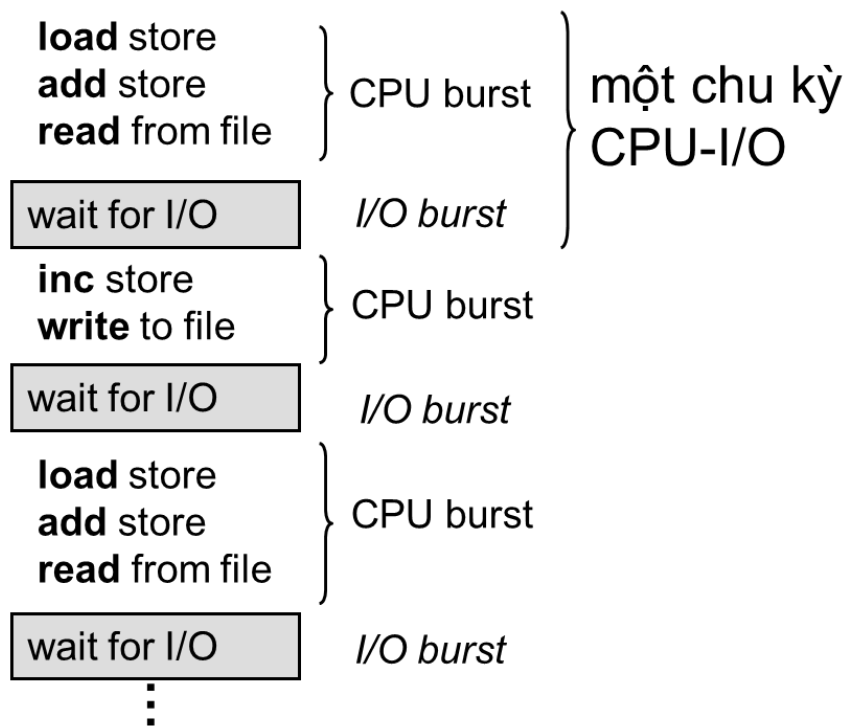 load store
add store
read from file
CPU burst
một chu kỳ
CPU-I/O
wait for I/O
I/O burst
inc store
write to file
CPU burst
wait for I/O
I/O burst
load store
add store
read from file
CPU burst
wait for I/O
I/O burst